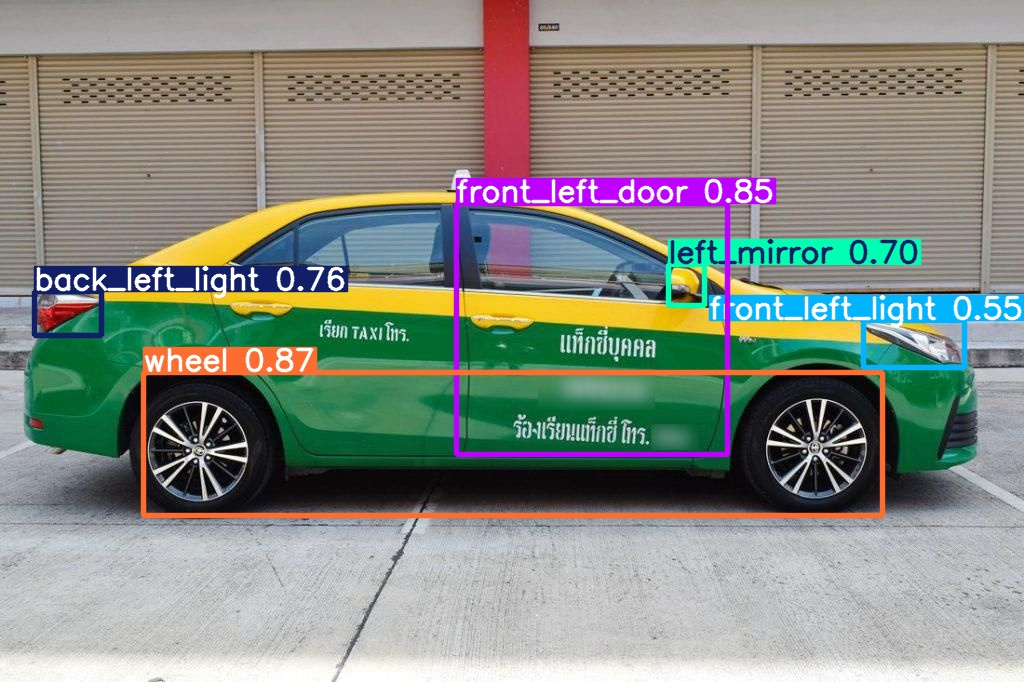 front_left_door 0.85
left_mirror 0.70
back_left_light 0.76
front_left_light 0.55
เรียก TAXI โทร.
แท็กซี่บุคคล
wheel 0.87
ร้องเรียนแท็กซี่ โทร.